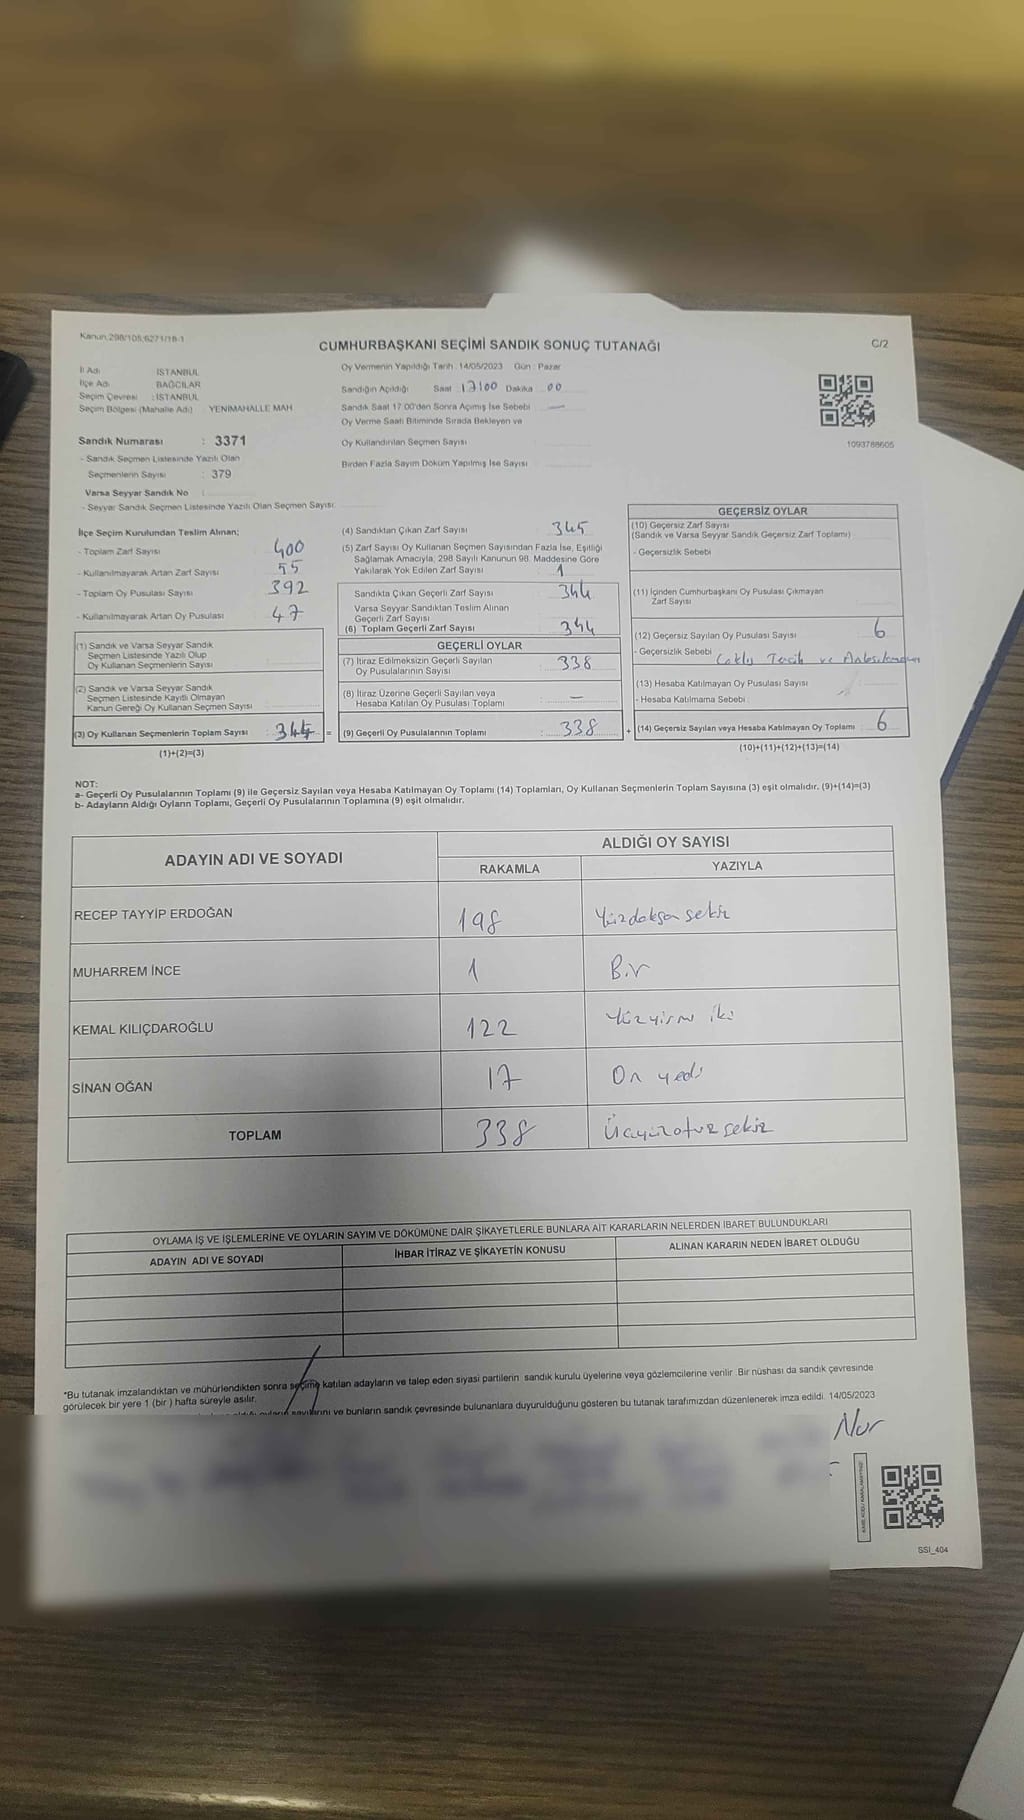 Kanun,298/105,6271/18-1
CUMHURBAŞKANI SEÇİMİ SANDIK SONUÇ TUTANAĞI
C/2
İl Adı : İSTANBUL
İlçe Adı : BAĞCILAR
Seçim Çevresi : İSTANBUL
Seçim Bölgesi (Mahalle Adı) : YENİMAHALLE MAH
Oy Vermenin Yapıldığı Tarih : 14/05/2023 Gün : Pazar
Sandığın Açıldığı Saat : 17:00 Dakika : 00
Sandık Saat 17:00'den Sonra Açımış İse Sebebi : —
Oy Verme Saati Bitiminde Sırada Bekleyen ve
Oy Kullandırılan Seçmen Sayısı
Birden Fazla Sayım Döküm Yapılmış İse Sayısı
1093788605
Sandık Numarası : 3371
- Sandık Seçmen Listesinde Yazılı Olan
Seçmenlerin Sayısı : 379
Varsa Seyyar Sandık No :
- Seyyar Sandık Seçmen Listesinde Yazılı Olan Seçmen Sayısı:
İlçe Seçim Kurulundan Teslim Alınan;
- Toplam Zarf Sayısı : 400
- Kullanılmayarak Artan Zarf Sayısı : 55
- Toplam Oy Pusulası Sayısı : 392
- Kullanılmayarak Artan Oy Pusulası : 47
(1) Sandık ve Varsa Seyyar Sandık
Seçmen Listesinde Yazılı Olup
Oy Kullanan Seçmenlerin Sayısı
(2) Sandık ve Varsa Seyyar Sandık
Seçmen Listesinde Kayıtlı Olmayan
Kanun Gereği Oy Kullanan Seçmen Sayısı
(3) Oy Kullanan Seçmenlerin Toplam Sayısı : 344 =
(1)+(2)=(3)
(4) Sandıktan Çıkan Zarf Sayısı : 345
(5) Zarf Sayısı Oy Kullanan Seçmen Sayısından Fazla İse, Eşitliği
Sağlamak Amacıyla, 298 Sayılı Kanunun 98. Maddesine Göre
Yakılarak Yok Edilen Zarf Sayısı : 1
Sandıkta Çıkan Geçerli Zarf Sayısı : 344
Varsa Seyyar Sandıktan Teslim Alınan
Geçerli Zarf Sayısı
(6) Toplam Geçerli Zarf Sayısı : 344
GEÇERLİ OYLAR
(7) İtiraz Edilmeksizin Geçerli Sayılan
Oy Pusulalarının Sayısı : 338
(8) İtiraz Üzerine Geçerli Sayılan veya
Hesaba Katılan Oy Pusulası Toplamı : —
(9) Geçerli Oy Pusulalarının Toplamı : 338 +
GEÇERSİZ OYLAR
(10) Geçersiz Zarf Sayısı
(Sandık ve Varsa Seyyar Sandık Geçersiz Zarf Toplamı)
- Geçersizlik Sebebi
(11) İçinden Cumhurbaşkanı Oy Pusulası Çıkmayan
Zarf Sayısı
(12) Geçersiz Sayılan Oy Pusulası Sayısı : 6
- Geçersizlik Sebebi : Çoklu Tercih ve
(13) Hesaba Katılmayan Oy Pusulası Sayısı
- Hesaba Katılmama Sebebi :
(14) Geçersiz Sayılan veya Hesaba Katılmayan Oy Toplamı : 6
(10)+(11)+(12)+(13)=(14)
NOT:
a- Geçerli Oy Pusulasının Toplamı (9) ile Geçersiz Sayılan veya Hesaba Katılmayan Oy Toplamı (14) Toplamları, Oy Kullanan Seçmenlerin Toplam Sayısına (3) eşit olmalıdır. (9)+(14)=(3)
b- Adayların Aldığı Oyların Toplamı, Geçerli Oy Pusulalarının Toplamına (9) eşit olmalıdır.
ADAYIN ADI VE SOYADI
ALDIĞI OY SAYISI
RAKAMLA YAZIYLA
RECEP TAYYİP ERDOĞAN 198 Yüzdoksansekiz
MUHARREM İNCE 1 Bir
KEMAL KILIÇDAROĞLU 122 Yüzyirmi iki
SİNAN OĞAN 17 On yedi
TOPLAM 338 Üçyüzotuzsekiz
OYLAMA İŞ VE İŞLEMLERİNE VE OYLARIN SAYIM VE DÖKÜMÜNE DAİR ŞİKAYETLERLE BUNLARA AİT KARARLARIN NELERDEN İBARET BULUNDUKLARI
ADAYIN ADI VE SOYADI İHBAR İTİRAZ VE ŞİKAYETİN KONUSU ALINAN KARARIN NEDEN İBARET OLDUĞU
*Bu tutanak imzalandıktan ve mühürlendikten sonra seçime katılan adayların ve talep eden siyasi partilerin sandık kurulu üyelerine veya gözlemcilerine verilir. Bir nüshası da sandık çevresinde
görülecek bir yere 1 (bir) hafta süreyle asılır.
ve bunların sandık çevresinde bulunanlara duyurulduğunu gösteren bu tutanak tarafımızdan düzenlenerek imza edildi. 14/05/2023
Nur
SSİ_404